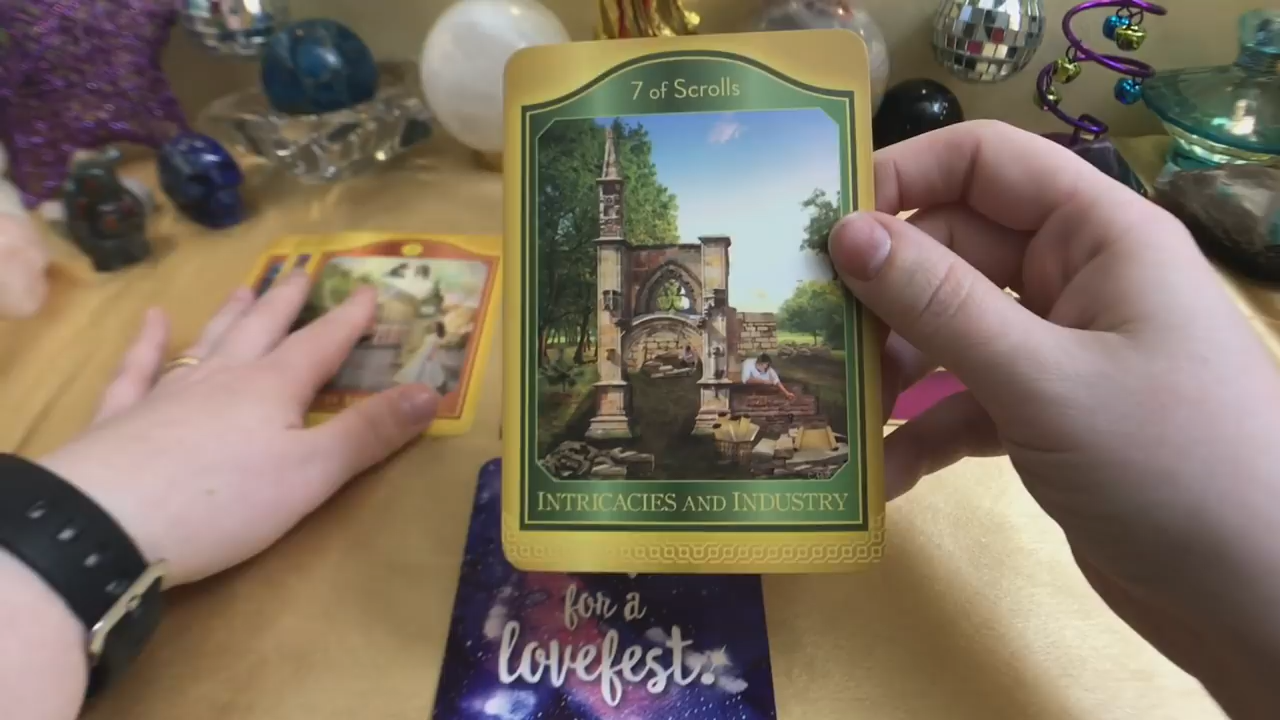 7 of Scrolls
INTRICACIES AND INDUSTRY
for a
lovefest.